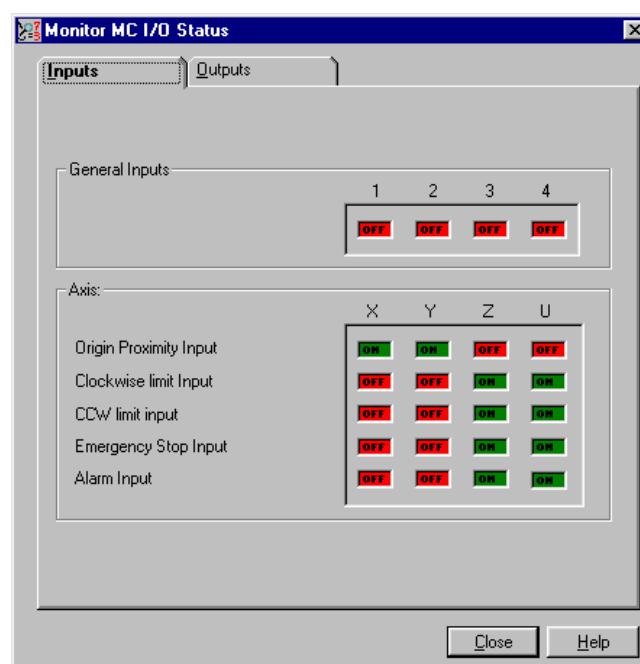 Monitor MC I/O Status
Inputs Outputs
General Inputs
1 2 3 4
OFF OFF OFF OFF
Axis:
X Y Z U
Origin Proximity Input ON ON OFF OFF
Clockwise limit Input OFF OFF ON ON
CCW limit input OFF OFF ON ON
Emergency Stop Input OFF OFF ON ON
Alarm Input OFF OFF ON ON
Close Help